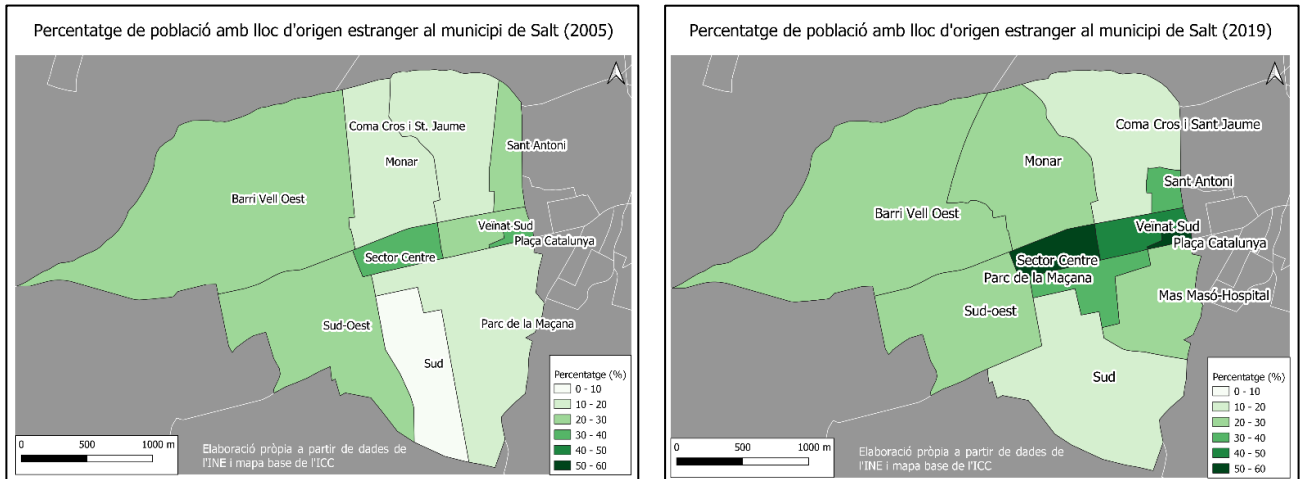 Percentatge de població amb lloc d'origen estranger al municipi de Salt (2005)
Coma Cros i St. Jaume
Sant Antoni
Monar
Barri Vell Oest
Veïnat Sud
Plaça Catalunya
Sector Centre
Sud-Oest
Parc de la Maçana
Sud
Percentatge (%)
0 - 10
10 - 20
20 - 30
30 - 40
40 - 50
50 - 60
0 500 1000 m
Elaboració pròpia a partir de dades de
l'INE i mapa base de l'ICC
Percentatge de població amb lloc d'origen estranger al municipi de Salt (2019)
Coma Cros i Sant Jaume
Monar
Sant Antoni
Barri Vell Oest
Veïnat Sud
Plaça Catalunya
Sector Centre
Parc de la Maçana
Mas Masó-Hospital
Sud-oest
Sud
Percentatge (%)
0 - 10
10 - 20
20 - 30
30 - 40
40 - 50
50 - 60
0 500 1000 m
Elaboració pròpia a partir de dades de
l'INE i mapa base de l'ICC